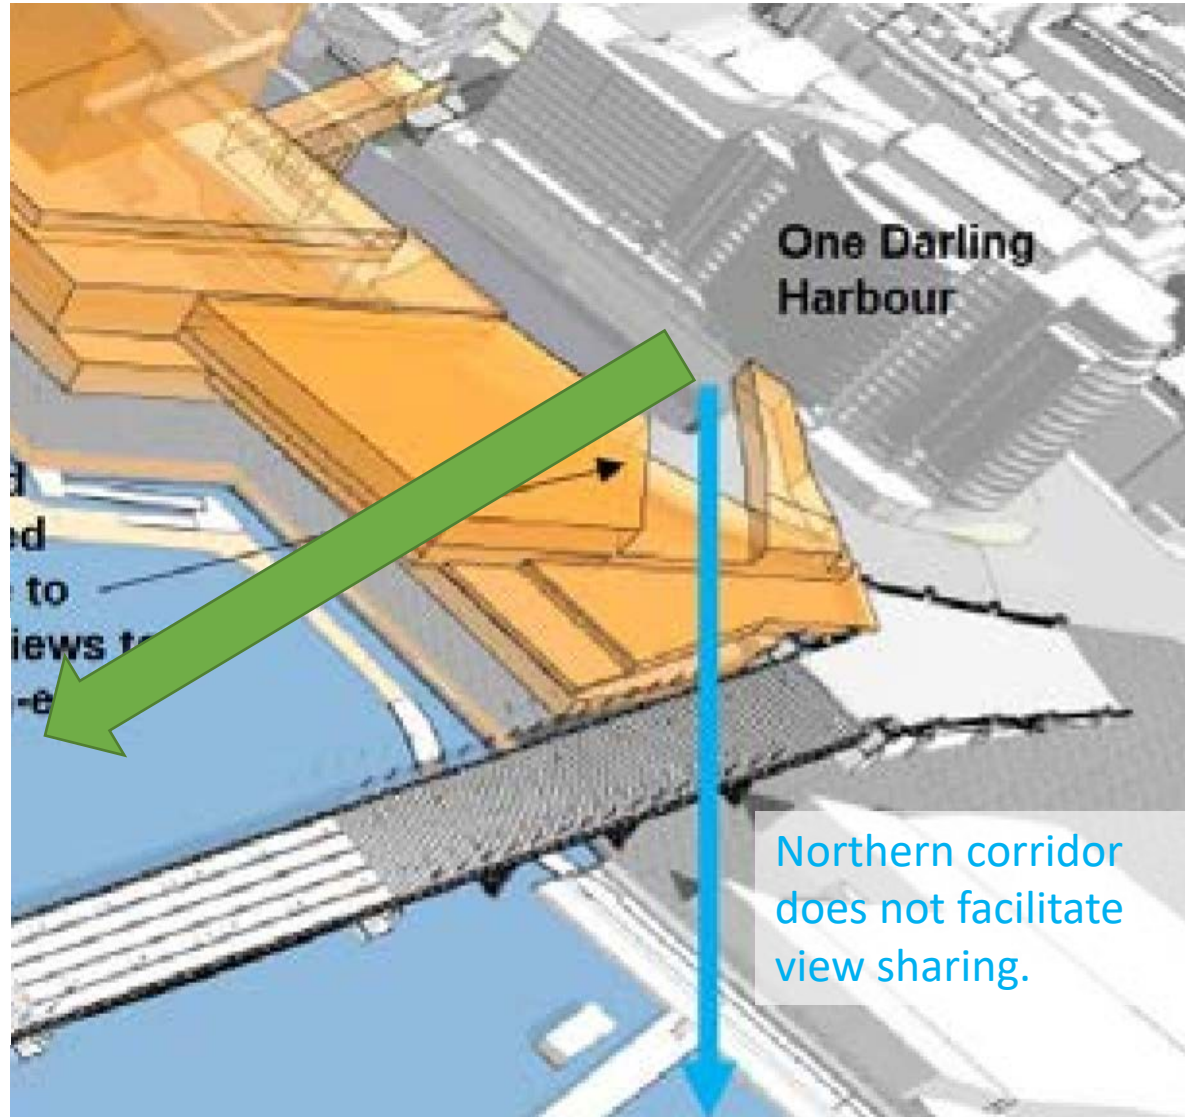 One Darling
Harbour
ed
to
iews
-e
Northern corridor
does not facilitate
view sharing.